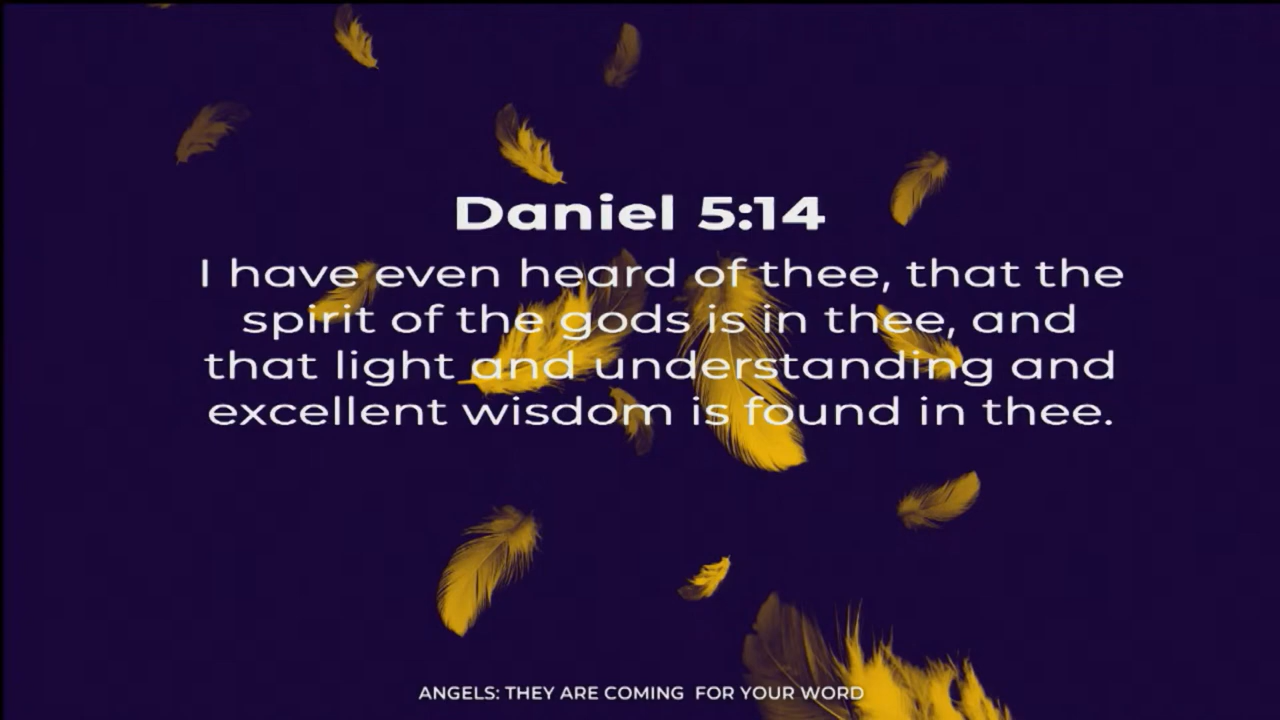 Daniel 5:14
I have even heard of thee, that the
spirit of the gods is in thee, and
that light and understanding and
excellent wisdom is found in thee.
ANGELS: THEY ARE COMING  FOR YOUR WORD